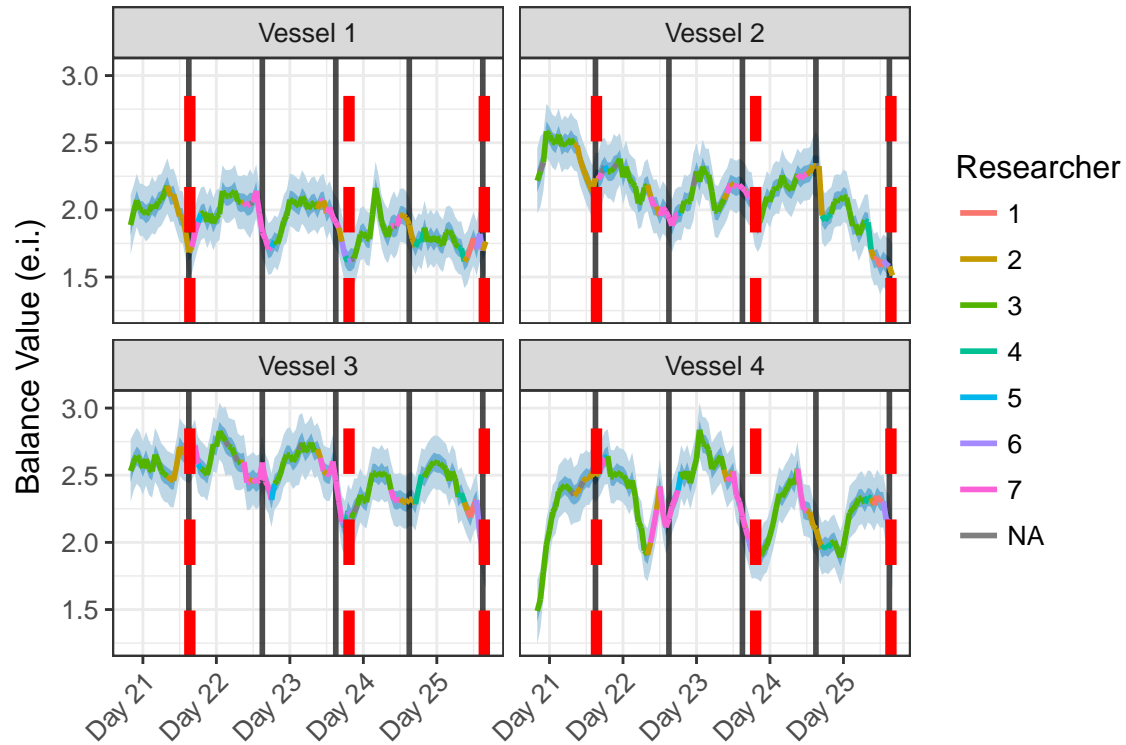 Vessel 1
Vessel 2
3.0
2.5
2.0
1.5
Vessel 3
Vessel 4
3.0
2.5
2.0
1.5
Balance Value (e.i.)
Day 21
Day 22
Day 23
Day 24
Day 25
Day 21
Day 22
Day 23
Day 24
Day 25
Researcher
1
2
3
4
5
6
7
NA